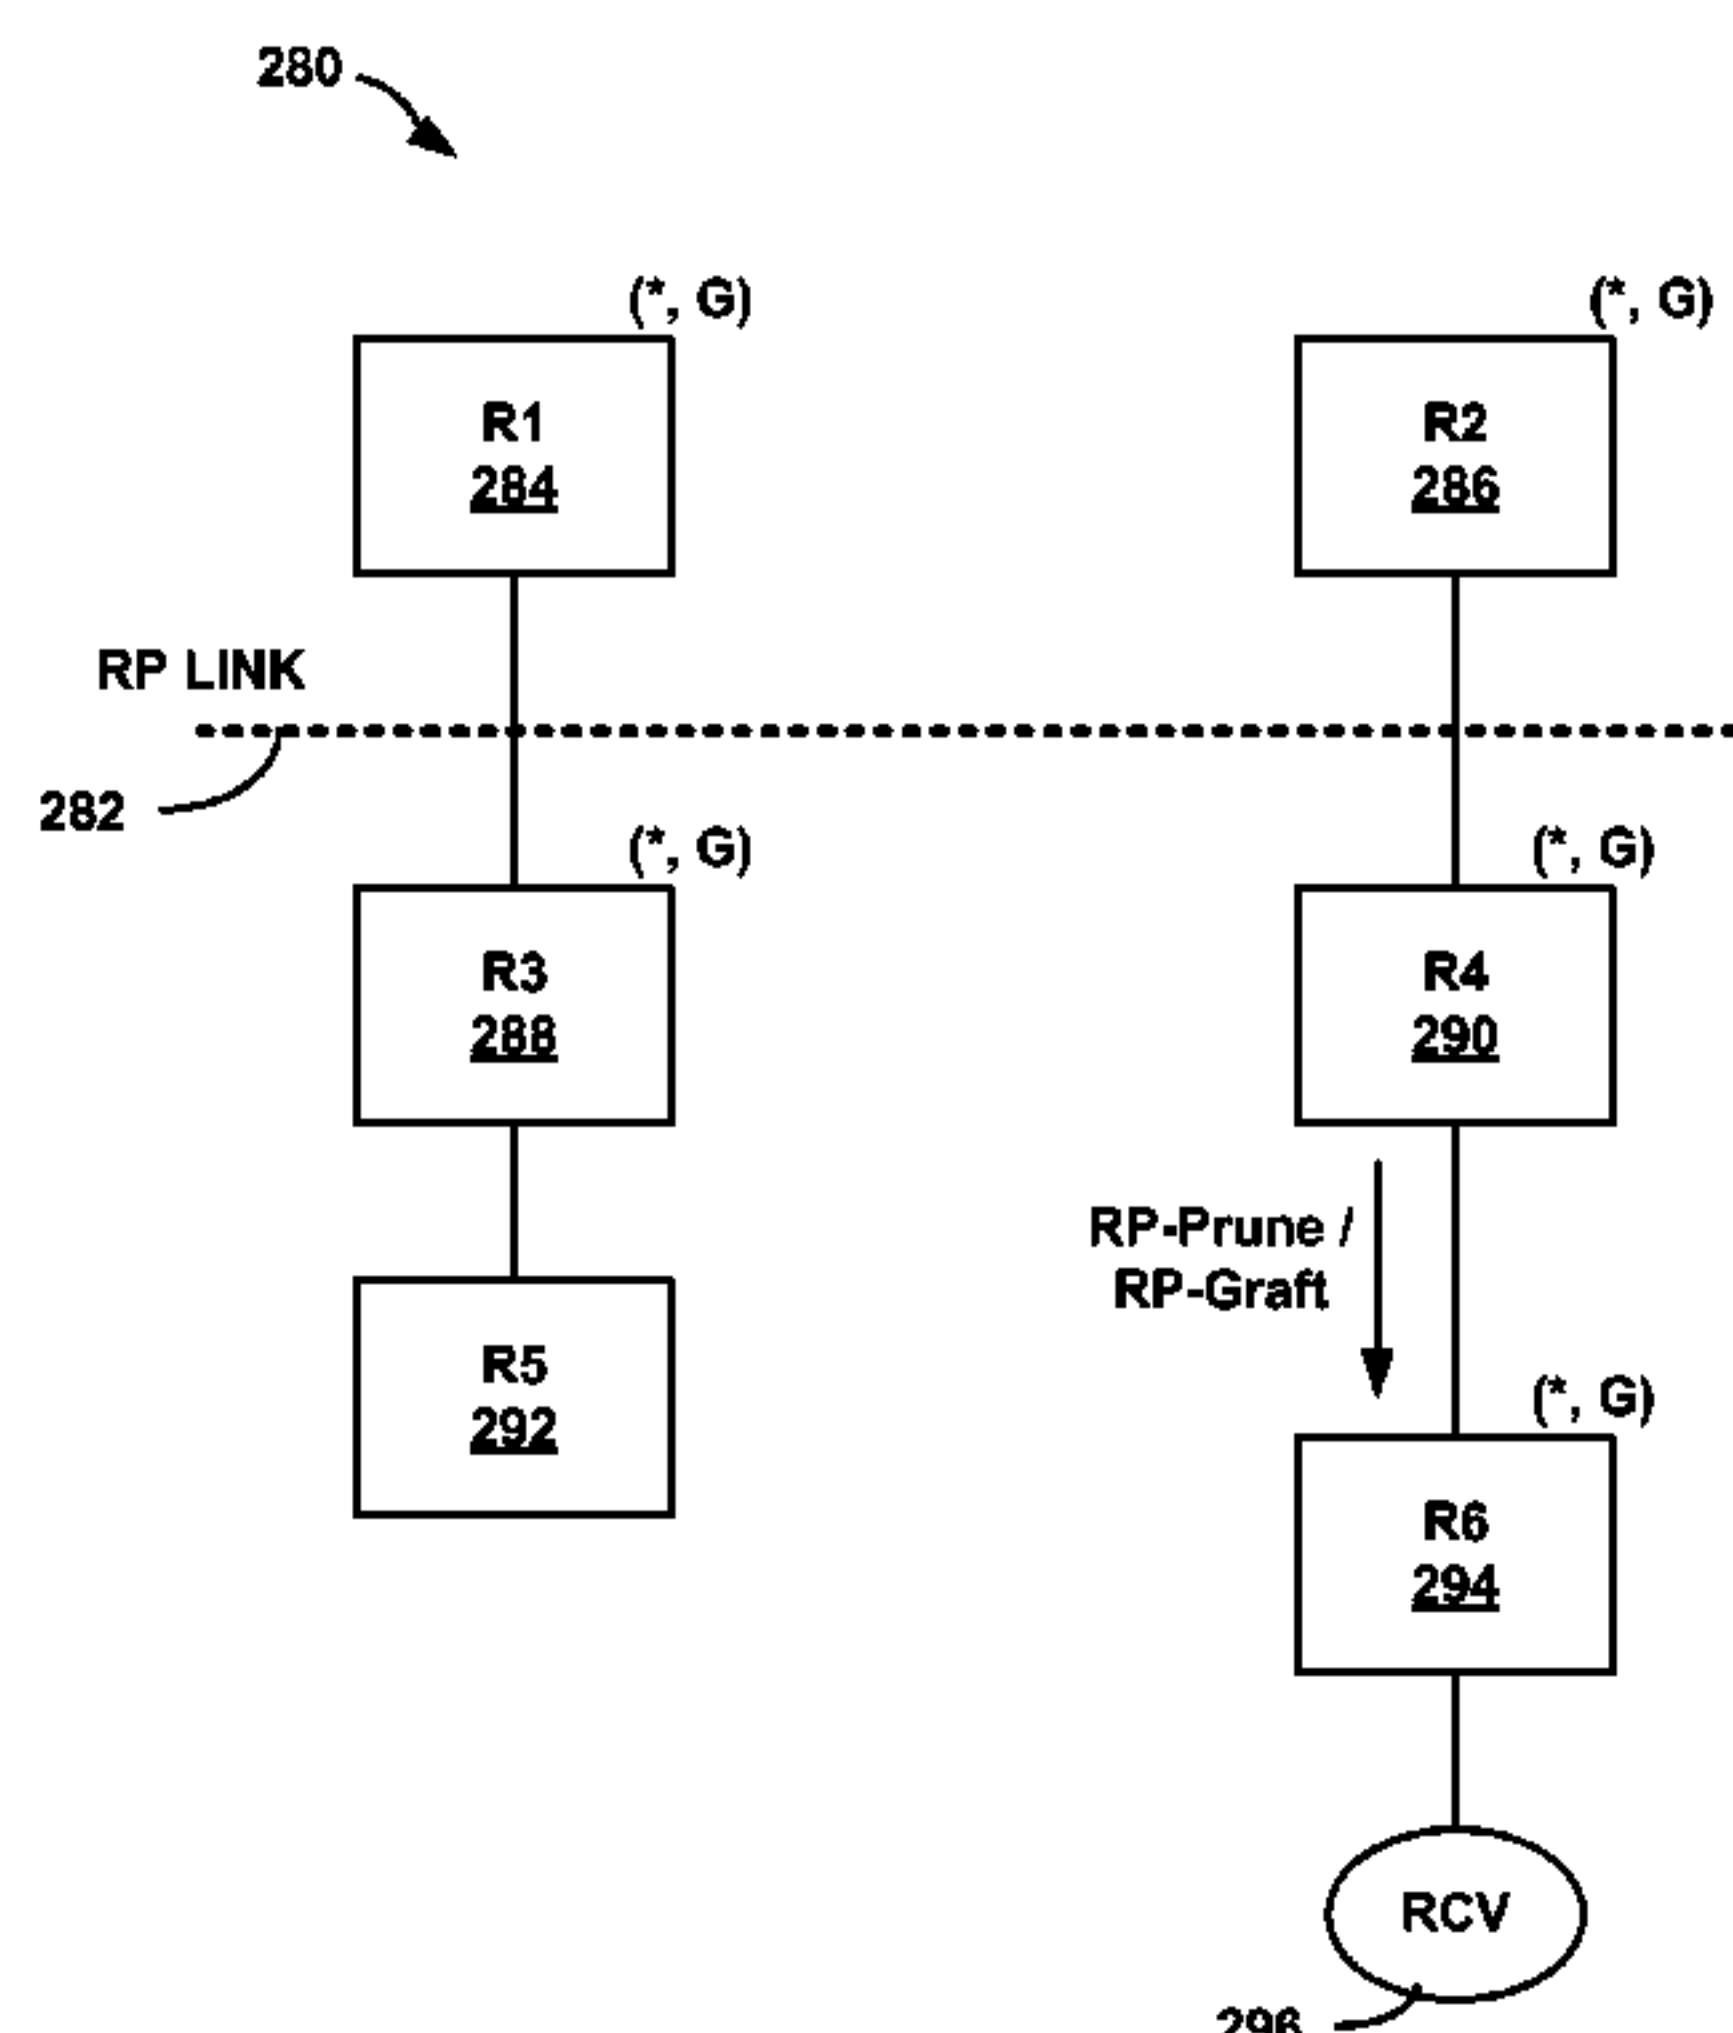 280
(*, G)
(*, G)
R1
284
R2
286
RP LINK
282
(*, G)
(*, G)
R3
288
R4
290
RP-Prune /
RP-Graft
R5
292
(*, G)
R6
294
RCV
296